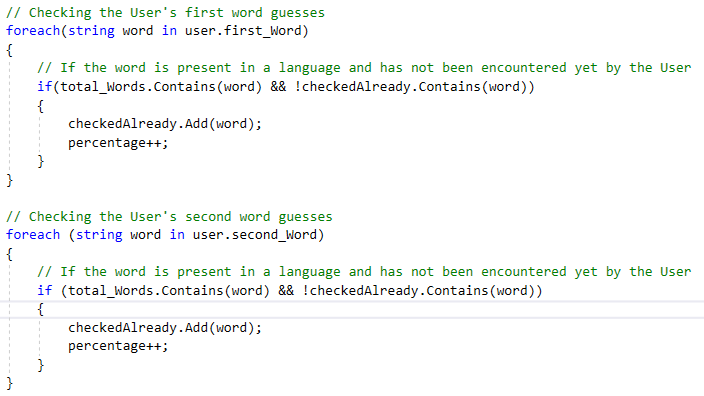 // Checking the User's first word guesses
foreach(string word in user.first_Word)
{
// If the word is present in a language and has not been encountered yet by the User
if(total_Words.Contains(word) && !checkedAlready.Contains(word))
{
checkedAlready.Add(word);
percentage++;
}
}
// Checking the User's second word guesses
foreach (string word in user.second_Word)
{
// If the word is present in a language and has not been encountered yet by the User
if (total_Words.Contains(word) && !checkedAlready.Contains(word))
{
checkedAlready.Add(word);
percentage++;
}
}